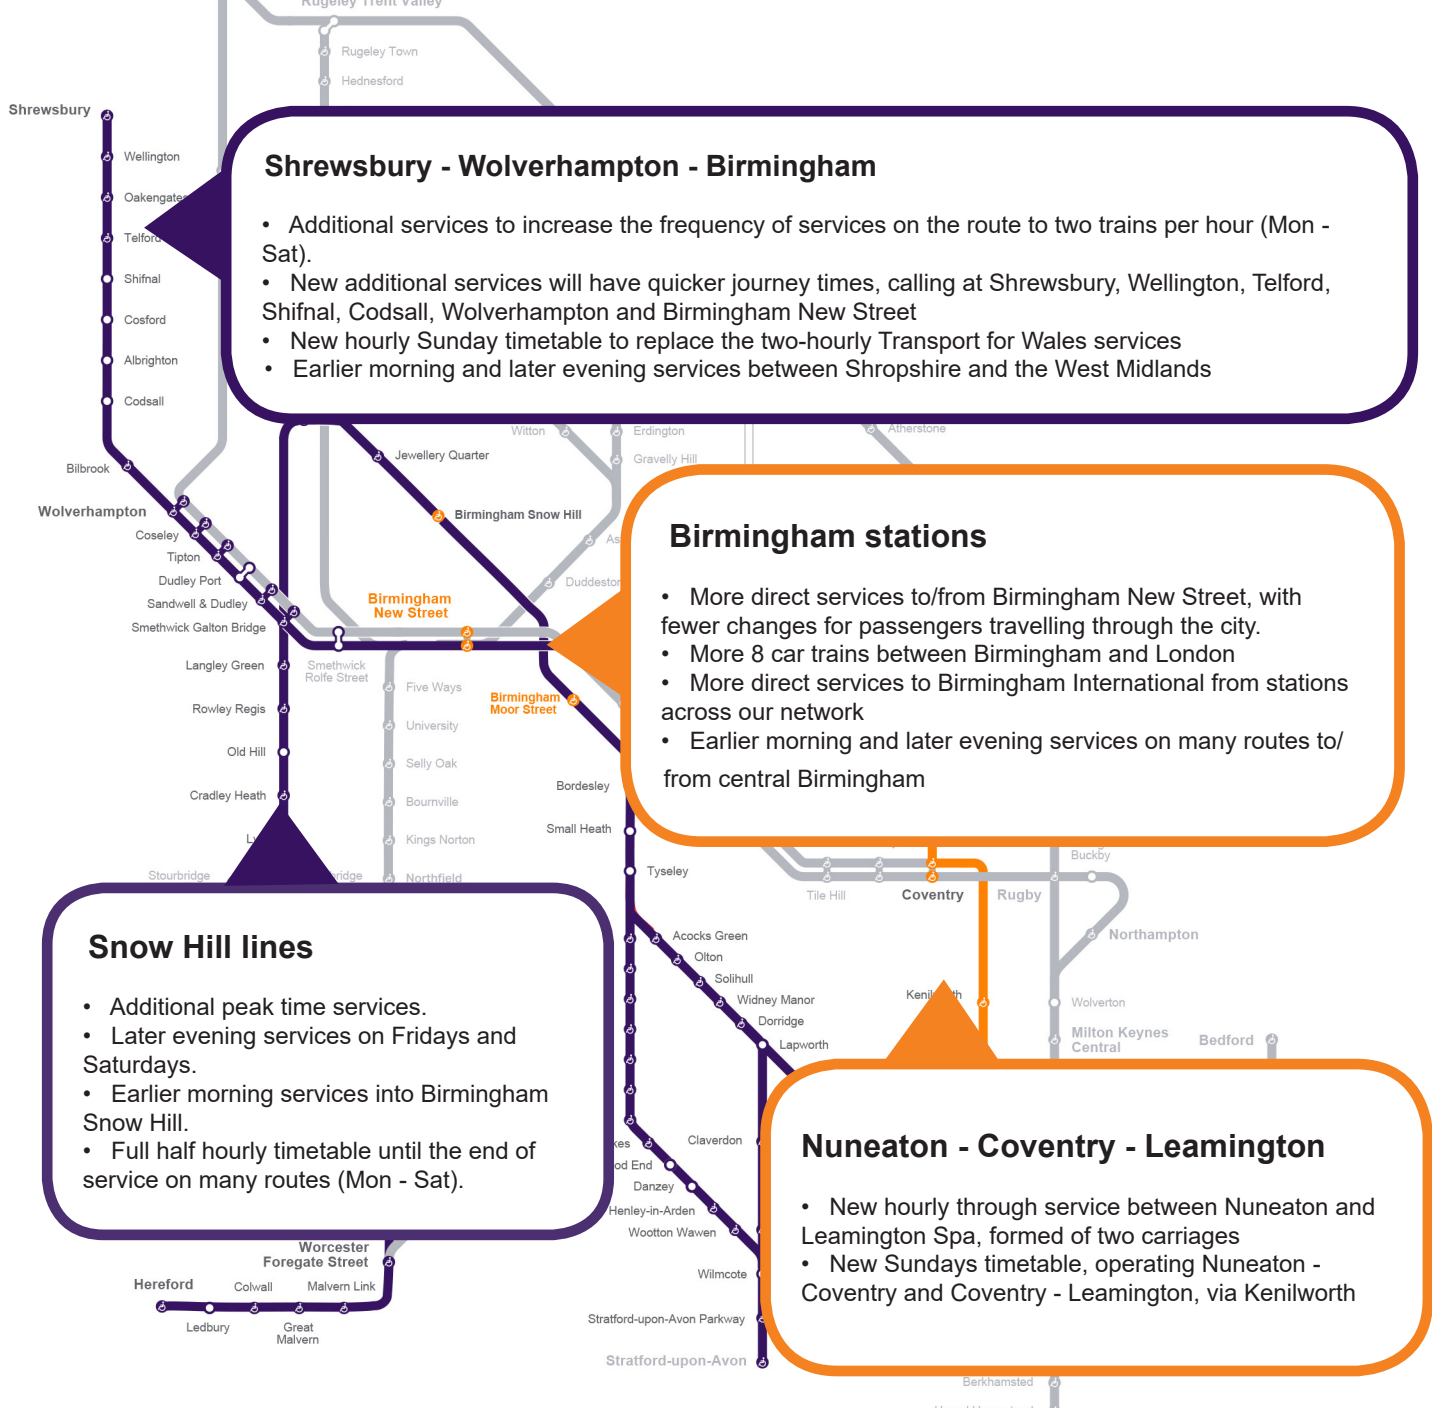 Rugeley Trent Valley
Rugeley Town
Hednesford
Shrewsbury
Wellington
Oakengates
Telford
Shifnal
Cosford
Albrighton
Codsall
Bilbrook
Wolverhampton
Coseley
Tipton
Dudley Port
Sandwell & Dudley
Smethwick Galton Bridge
Langley Green
Rowley Regis
Old Hill
Cradley Heath
Shrewsbury - Wolverhampton - Birmingham
• Additional services to increase the frequency of services on the route to two trains per hour (Mon -
Sat).
• New additional services will have quicker journey times, calling at Shrewsbury, Wellington, Telford,
Shifnal, Codsall, Wolverhampton and Birmingham New Street
• New hourly Sunday timetable to replace the two-hourly Transport for Wales services
• Earlier morning and later evening services between Shropshire and the West Midlands
Witton
Erdington
Gravelly Hill
Atherstone
Jewellery Quarter
Birmingham Snow Hill
As
Duddeston
Birmingham
New Street
Smethwick
Rolfe Street
Birmingham
Moor Street
Five Ways
University
Selly Oak
Bournville
Kings Norton
Northfield
Ly
Stourbridge
bridge
Birmingham stations
• More direct services to/from Birmingham New Street, with
fewer changes for passengers travelling through the city.
• More 8 car trains between Birmingham and London
• More direct services to Birmingham International from stations
across our network
• Earlier morning and later evening services on many routes to/
from central Birmingham
Bordesley
Small Heath
Tyseley
Acocks Green
Olton
Solihull
Widney Manor
Dorridge
Lapworth
Tile Hill
Coventry
Rugby
Buckby
Northampton
Wolverton
Milton Keynes
Central
Bedford
Kenilworth
Snow Hill lines
• Additional peak time services.
• Later evening services on Fridays and
Saturdays.
• Earlier morning services into Birmingham
Snow Hill.
• Full half hourly timetable until the end of
service on many routes (Mon - Sat).
kes
od End
Danzey
Henley-in-Arden
Wootton Wawen
Claverdon
Wilmcote
Stratford-upon-Avon Parkway
Stratford-upon-Avon
Nuneaton - Coventry - Leamington
• New hourly through service between Nuneaton and
Leamington Spa, formed of two carriages
• New Sundays timetable, operating Nuneaton -
Coventry and Coventry - Leamington, via Kenilworth
Worcester
Foregate Street
Hereford
Colwall
Malvern Link
Ledbury
Great
Malvern
Berkhamsted